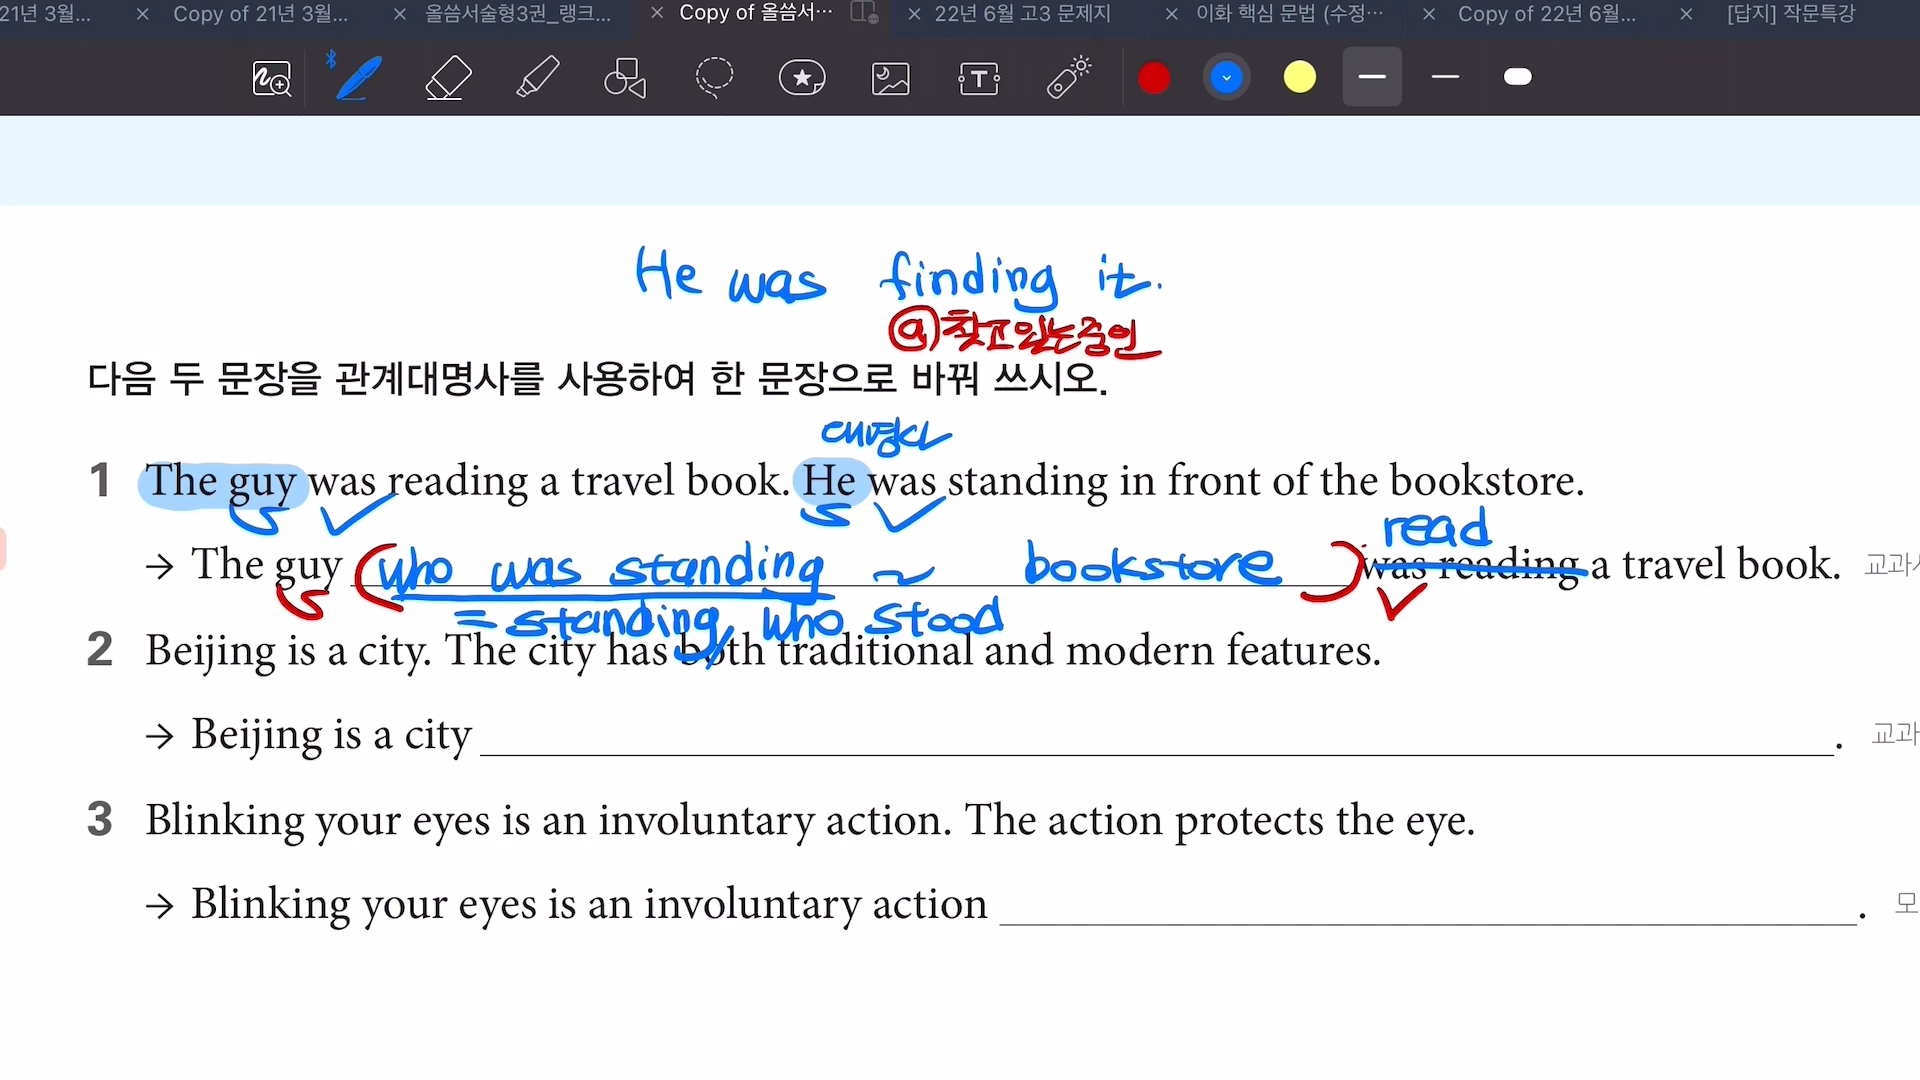 21년 3월... × Copy of 21년 3월... × 올씀서술형3권_랭크... × Copy of 올씀서… × 22년 6월 고3 문제지 × 이화 핵심 문법 (수정… × Copy of 22년 6월... × [답지] 작문특강
He was finding it.
ⓐ 찾고 있는 중인
다음 두 문장을 관계대명사를 사용하여 한 문장으로 바꿔 쓰시오.
대명사
1 The guy was reading a travel book. He was standing in front of the bookstore.
read
→ The guy (who was standing ~ bookstore) was reading a travel book. 교과서
= standing, who stood
2 Beijing is a city. The city has both traditional and modern features.
→ Beijing is a city . 교과
3 Blinking your eyes is an involuntary action. The action protects the eye.
→ Blinking your eyes is an involuntary action . 모